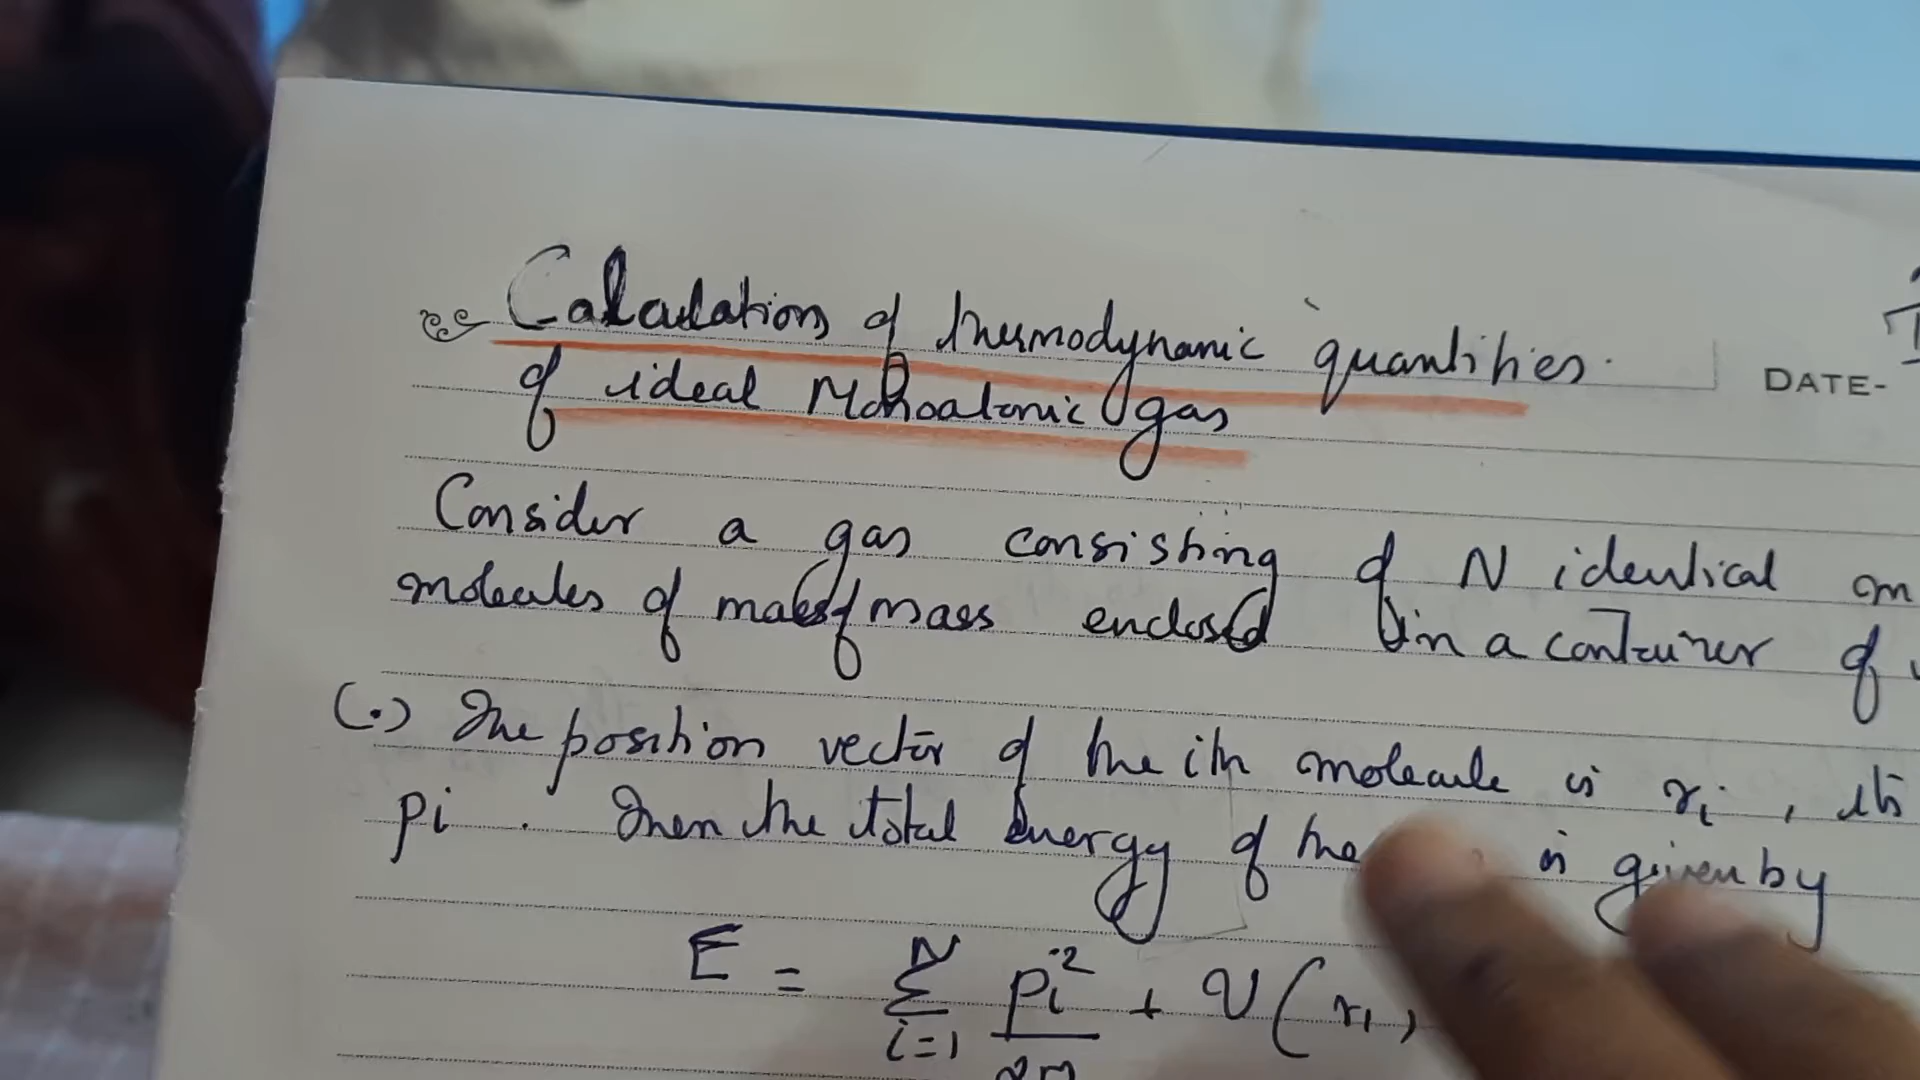 Calculation of thermodynamic quantities.
of ideal Monoatomic gas
DATE-
Consider a gas consisting of N identical
molecules of mass enclosed in a container of
(.) The position vector of the ith molecule is ri, its
pi. Then the total energy of the is given by
E = N∑i=1 pi²/2m + U(r1,